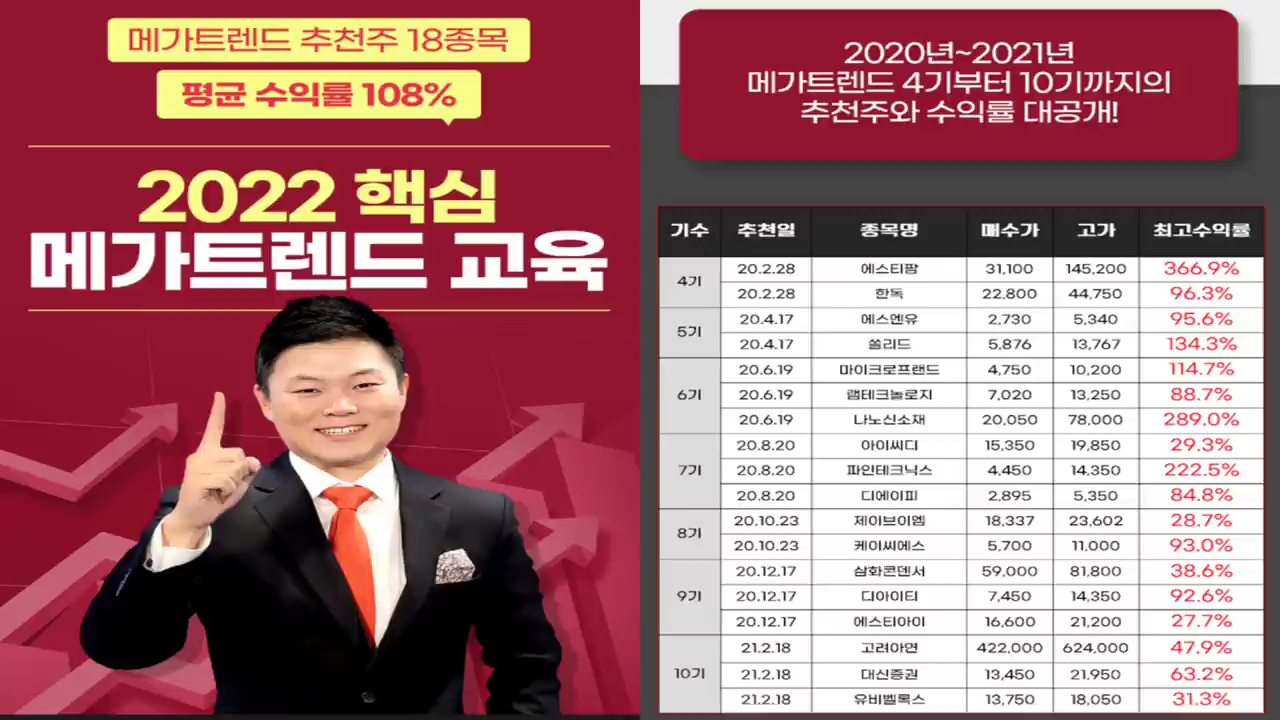 메가트렌드 추천주 18종목
평균 수익률 108%
2022 핵심
메가트렌드 교육
2020년~2021년
메가트렌드 4기부터 10기까지의
추천주와 수익률 대공개!
기수 추천일 종목명 매수가 고가 최고수익률
4기 20.2.28 에스티팜 31,100 145,200 366.9%
20.2.28 한독 22,800 44,750 96.3%
5기 20.4.17 에스엔유 2,730 5,340 95.6%
20.4.17 쏠리드 5,876 13,767 134.3%
6기 20.6.19 마이크로프랜드 4,750 10,200 114.7%
20.6.19 램테크놀로지 7,020 13,250 88.7%
20.6.19 나노신소재 20,050 78,000 289.0%
7기 20.8.20 아이씨디 15,350 19,850 29.3%
20.8.20 파인테크닉스 4,450 14,350 222.5%
20.8.20 디에이피 2,895 5,350 84.8%
8기 20.10.23 제이브이엠 18,337 23,602 28.7%
20.10.23 케이씨에스 5,700 11,000 93.0%
9기 20.12.17 삼화콘덴서 59,000 81,800 38.6%
20.12.17 디아이티 7,450 14,350 92.6%
20.12.17 에스티아이 16,600 21,200 27.7%
10기 21.2.18 고려아연 422,000 624,000 47.9%
21.2.18 대신증권 13,450 21,950 63.2%
21.2.18 유비벨록스 13,750 18,050 31.3%